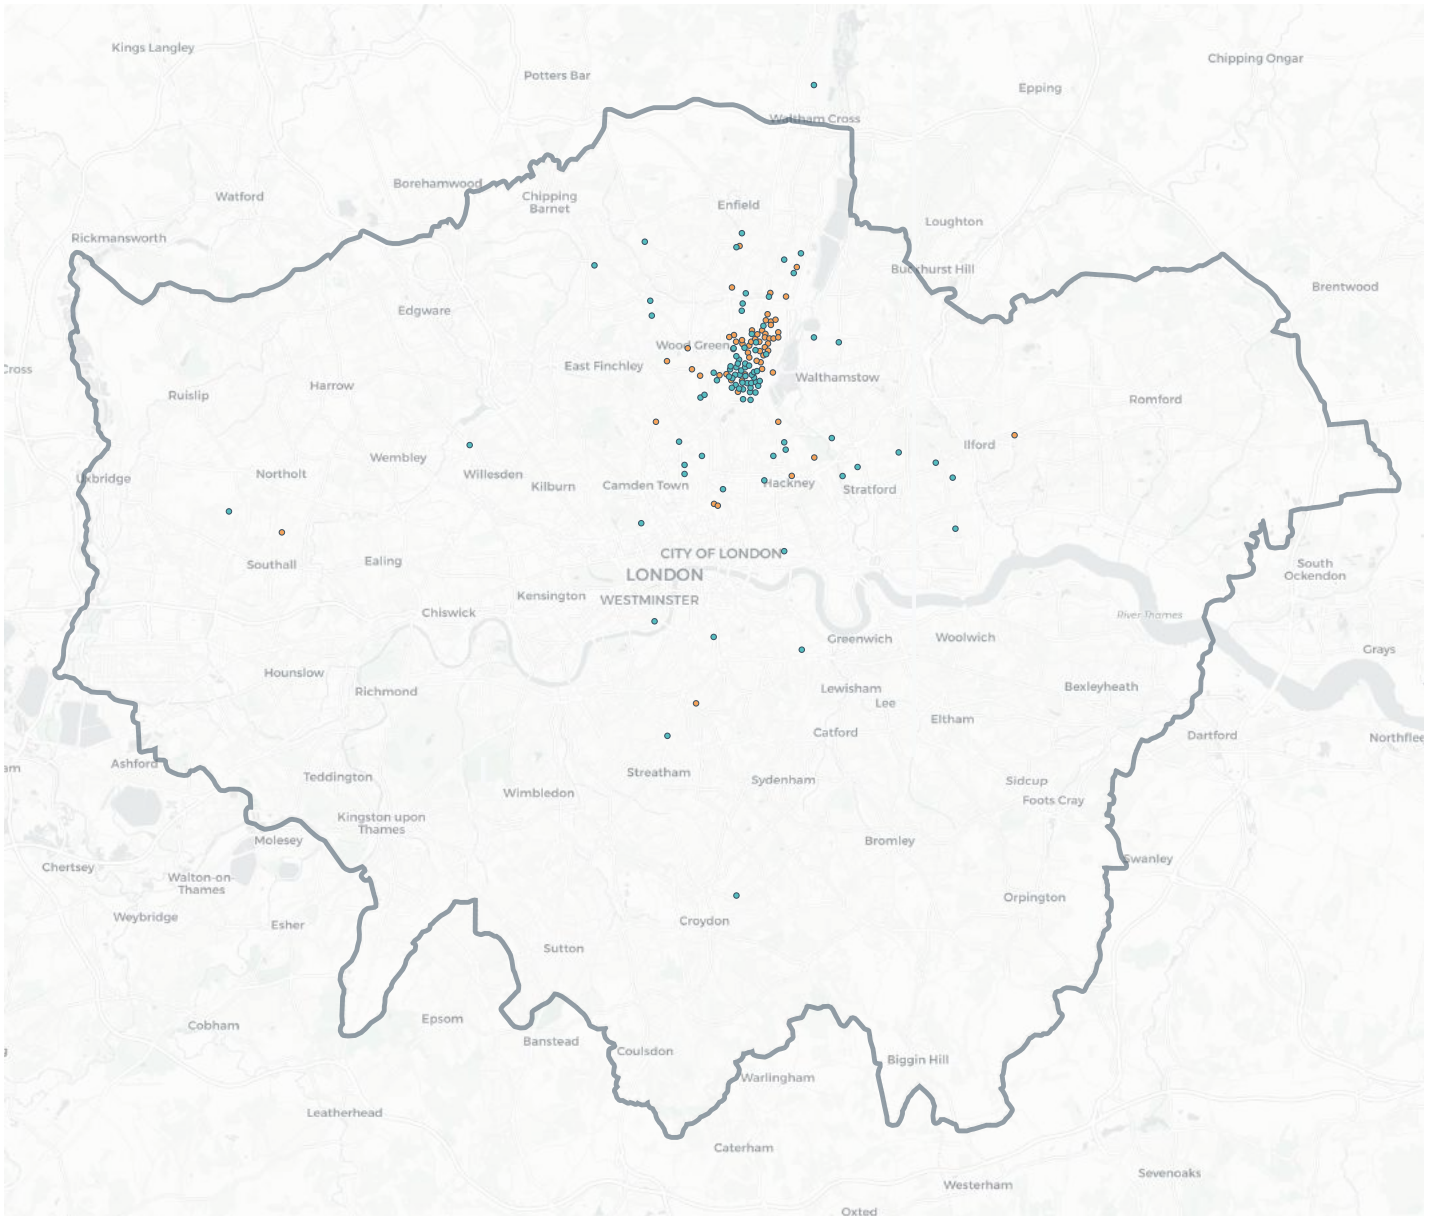 Kings Langley
Chipping Ongar
Potters Bar
Epping
Waltham Cross
Borehamwood
Watford
Chipping
Barnet
Enfield
Loughton
Rickmansworth
Buckhurst Hill
Brentwood
Edgware
Wood Green
East Finchley
Cross
Walthamstow
Harrow
Ruislip
Romford
Ilford
Wembley
Uxbridge
Northolt
Willesden
Kilburn
Camden Town
Hackney
Stratford
CITY OF LONDON
Southall
Ealing
LONDON
South
Ockendon
Kensington
WESTMINSTER
Chiswick
River Thames
Greenwich
Woolwich
Grays
Hounslow
Richmond
Lewisham
Lee
Bexleyheath
Eltham
Catford
Dartford
Northflee
Ashford
am
Teddington
Streatham
Sydenham
Sidcup
Wimbledon
Foots Cray
Kingston upon
Thames
Molesey
Bromley
Swanley
Chertsey
Walton-on-
Thames
Orpington
Weybridge
Esher
Croydon
Sutton
Cobham
Epsom
Banstead
Coulsdon
Biggin Hill
Warlingham
Leatherhead
Caterham
Sevenoaks
Westerham
Oxted